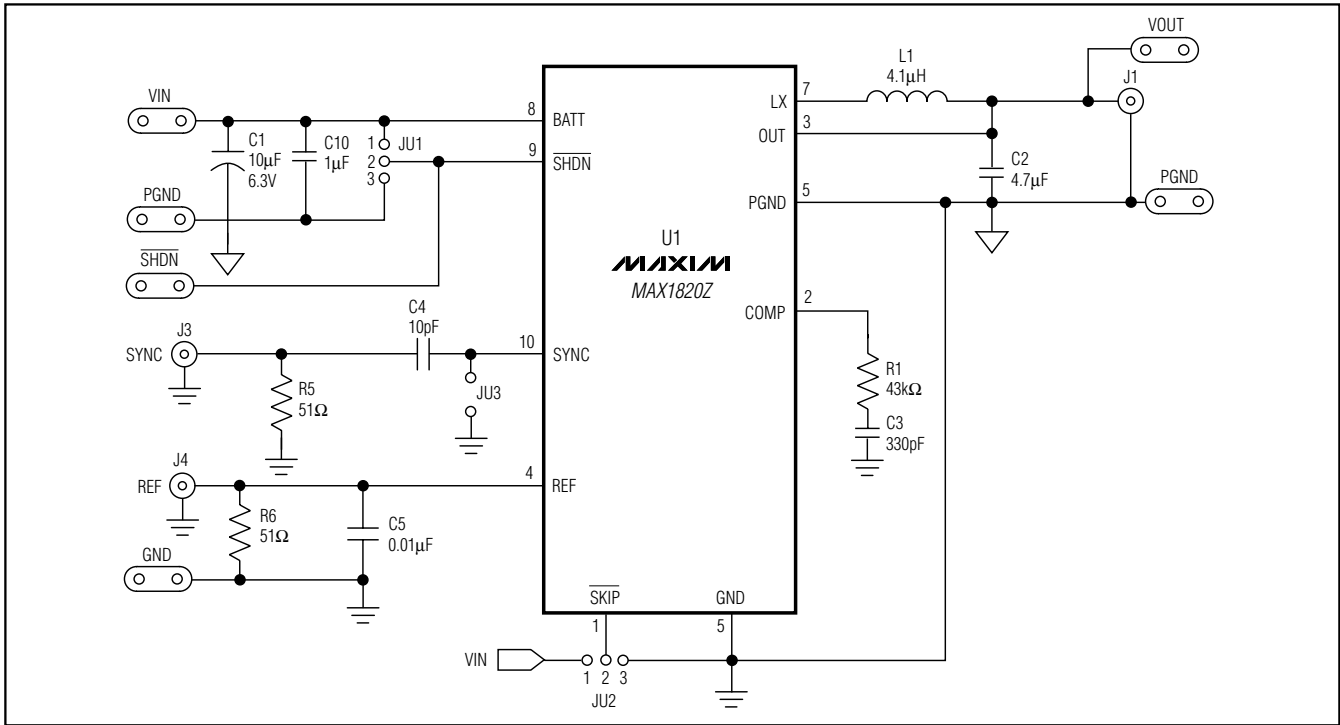 VOUT
L1
4.1µH
J1
VIN
7
LX
8
BATT
C1
10µF
6.3V
C10
1µF
1
2
3
JU1
3
OUT
9
SHDN
C2
4.7µF
PGND
5
PGND
PGND
U1
MAXIM
MAX1820Z
SHDN
2
COMP
C4
10pF
J3
SYNC
10
SYNC
R5
51Ω
JU3
R1
43kΩ
C3
330pF
J4
REF
4
REF
R6
51Ω
C5
0.01µF
GND
SKIP
GND
1
5
VIN
1 2 3
JU2